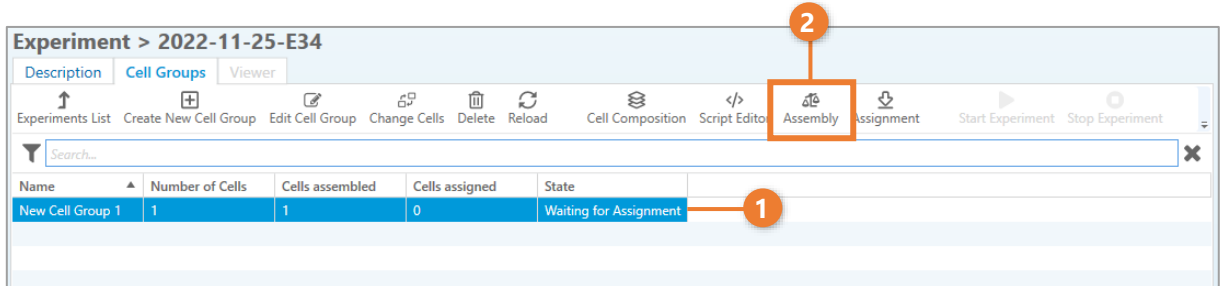 2
Experiment > 2022-11-25-E34
Description Cell Groups Viewer
Experiments List Create New Cell Group Edit Cell Group Change Cells Delete Reload Cell Composition Script Editor Assembly Assignment Start Experiment Stop Experiment
Search...
Name Number of Cells Cells assembled Cells assigned State
New Cell Group 1 1 1 0 Waiting for Assignment 1